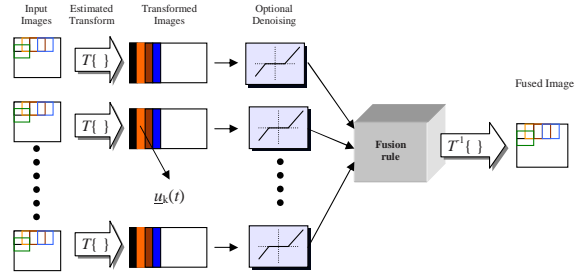 Input
Images
Estimated
Transform
Transformed
Images
Optional
Denoising
T{ }
T{ }
u_k(t)
T{ }
Fusion
rule
T⁻¹{ }
Fused Image